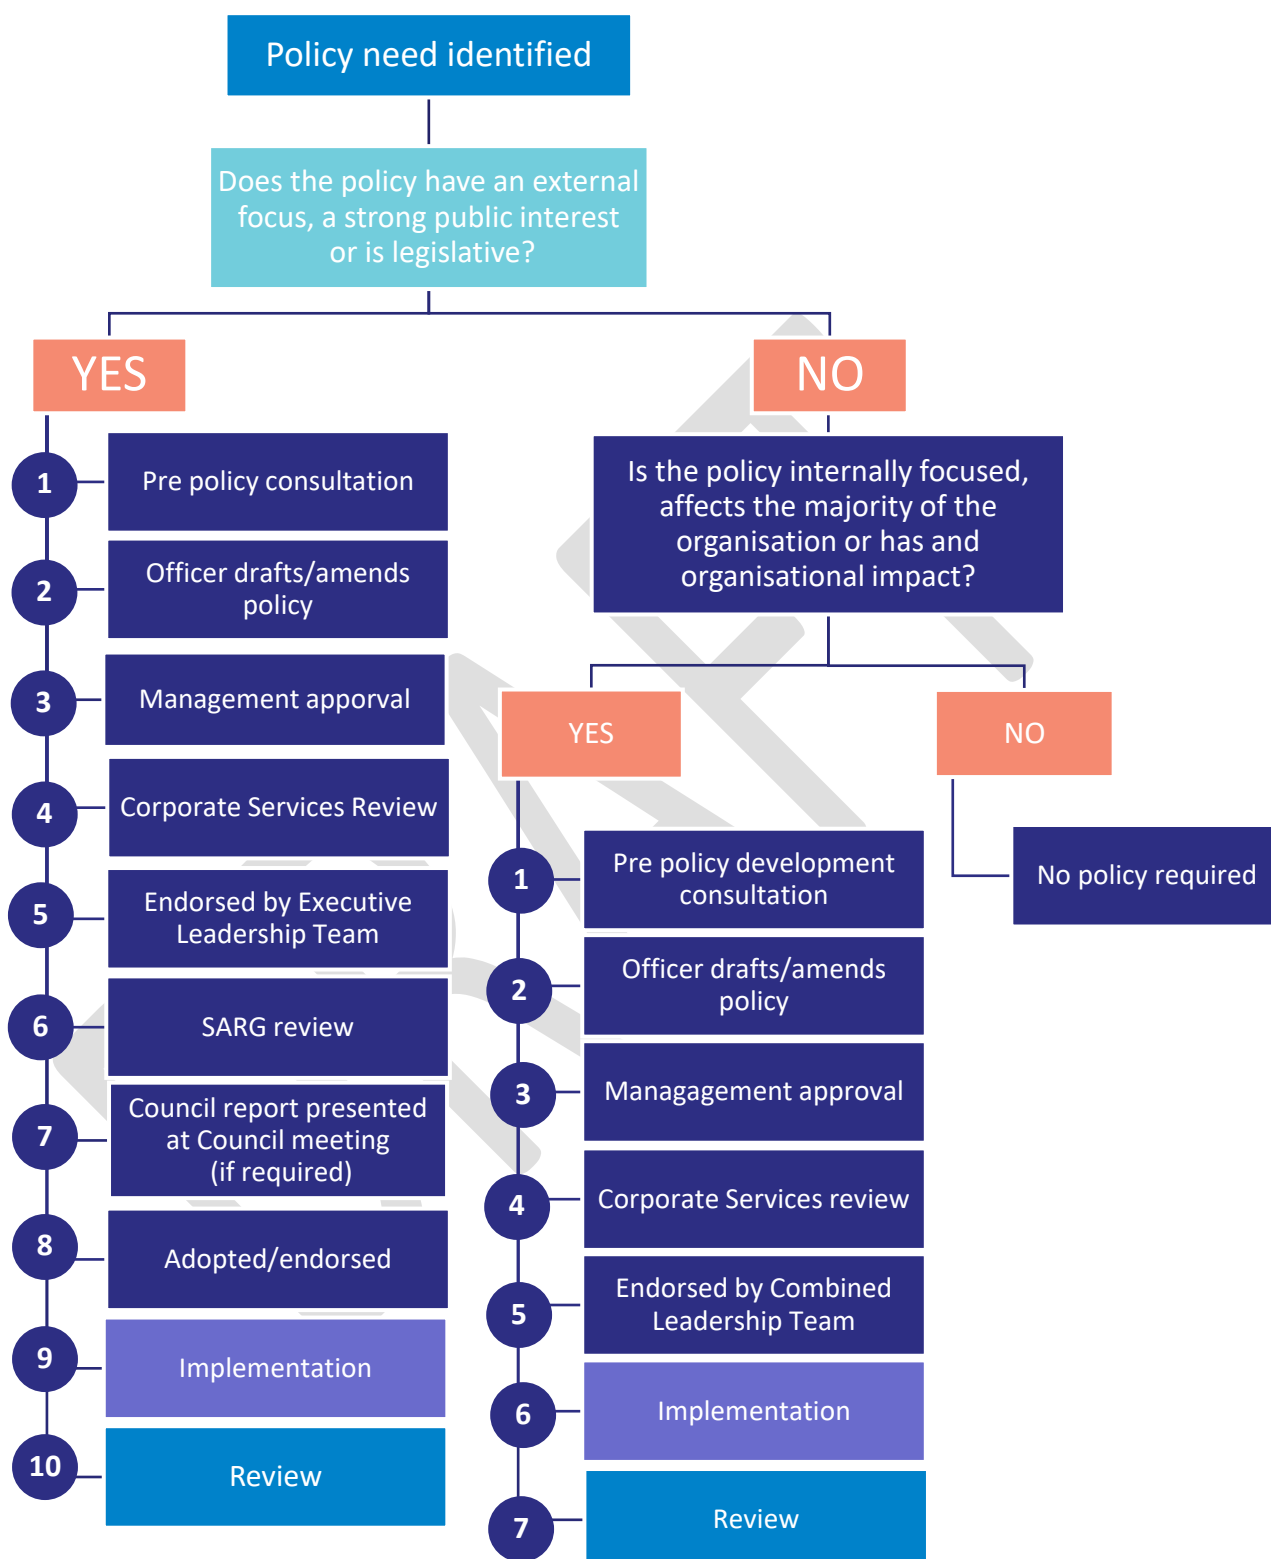 Policy need identified
Does the policy have an external
focus, a strong public interest
or is legislative?
YES
1
Pre policy consultation
2
Officer drafts/amends
policy
3
Management apporval
4
Corporate Services Review
5
Endorsed by Executive
Leadership Team
6
SARG review
7
Council report presented
at Council meeting
(if required)
8
Adopted/endorsed
9
Implementation
10
Review
NO
Is the policy internally focused,
affects the majority of the
organisation or has and
organisational impact?
YES
1
Pre policy development
consultation
2
Officer drafts/amends
policy
3
Managagement approval
4
Corporate Services review
5
Endorsed by Combined
Leadership Team
6
Implementation
7
Review
NO
No policy required
DRAFT